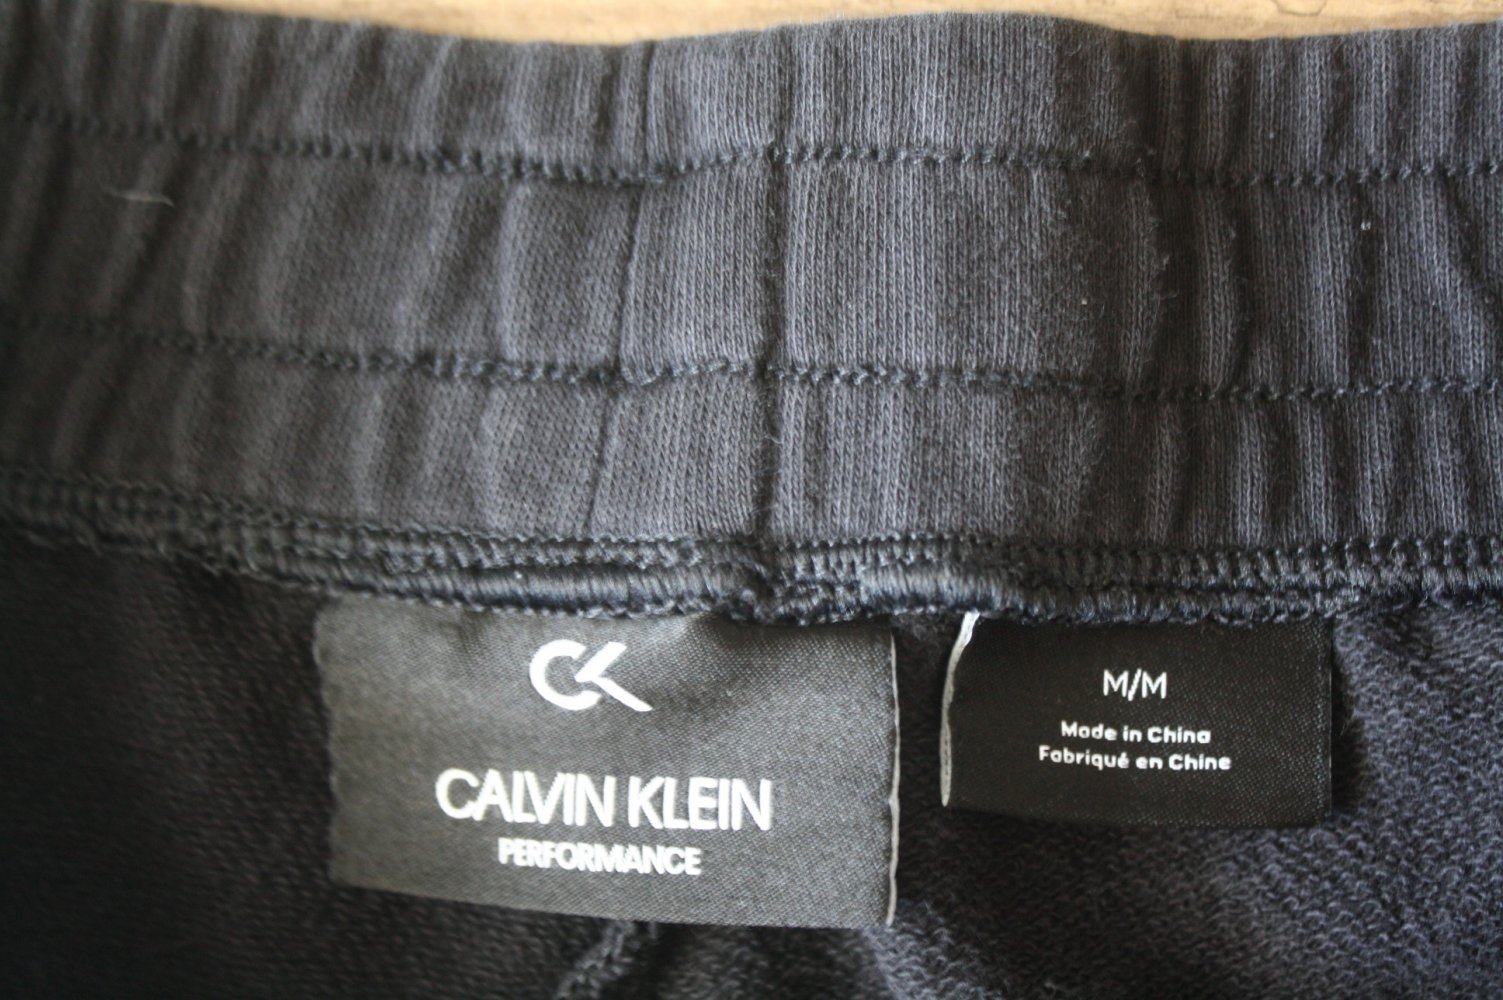 CK
CALVIN KLEIN
PERFORMANCE
M/M
Made in China
Fabriqué en Chine